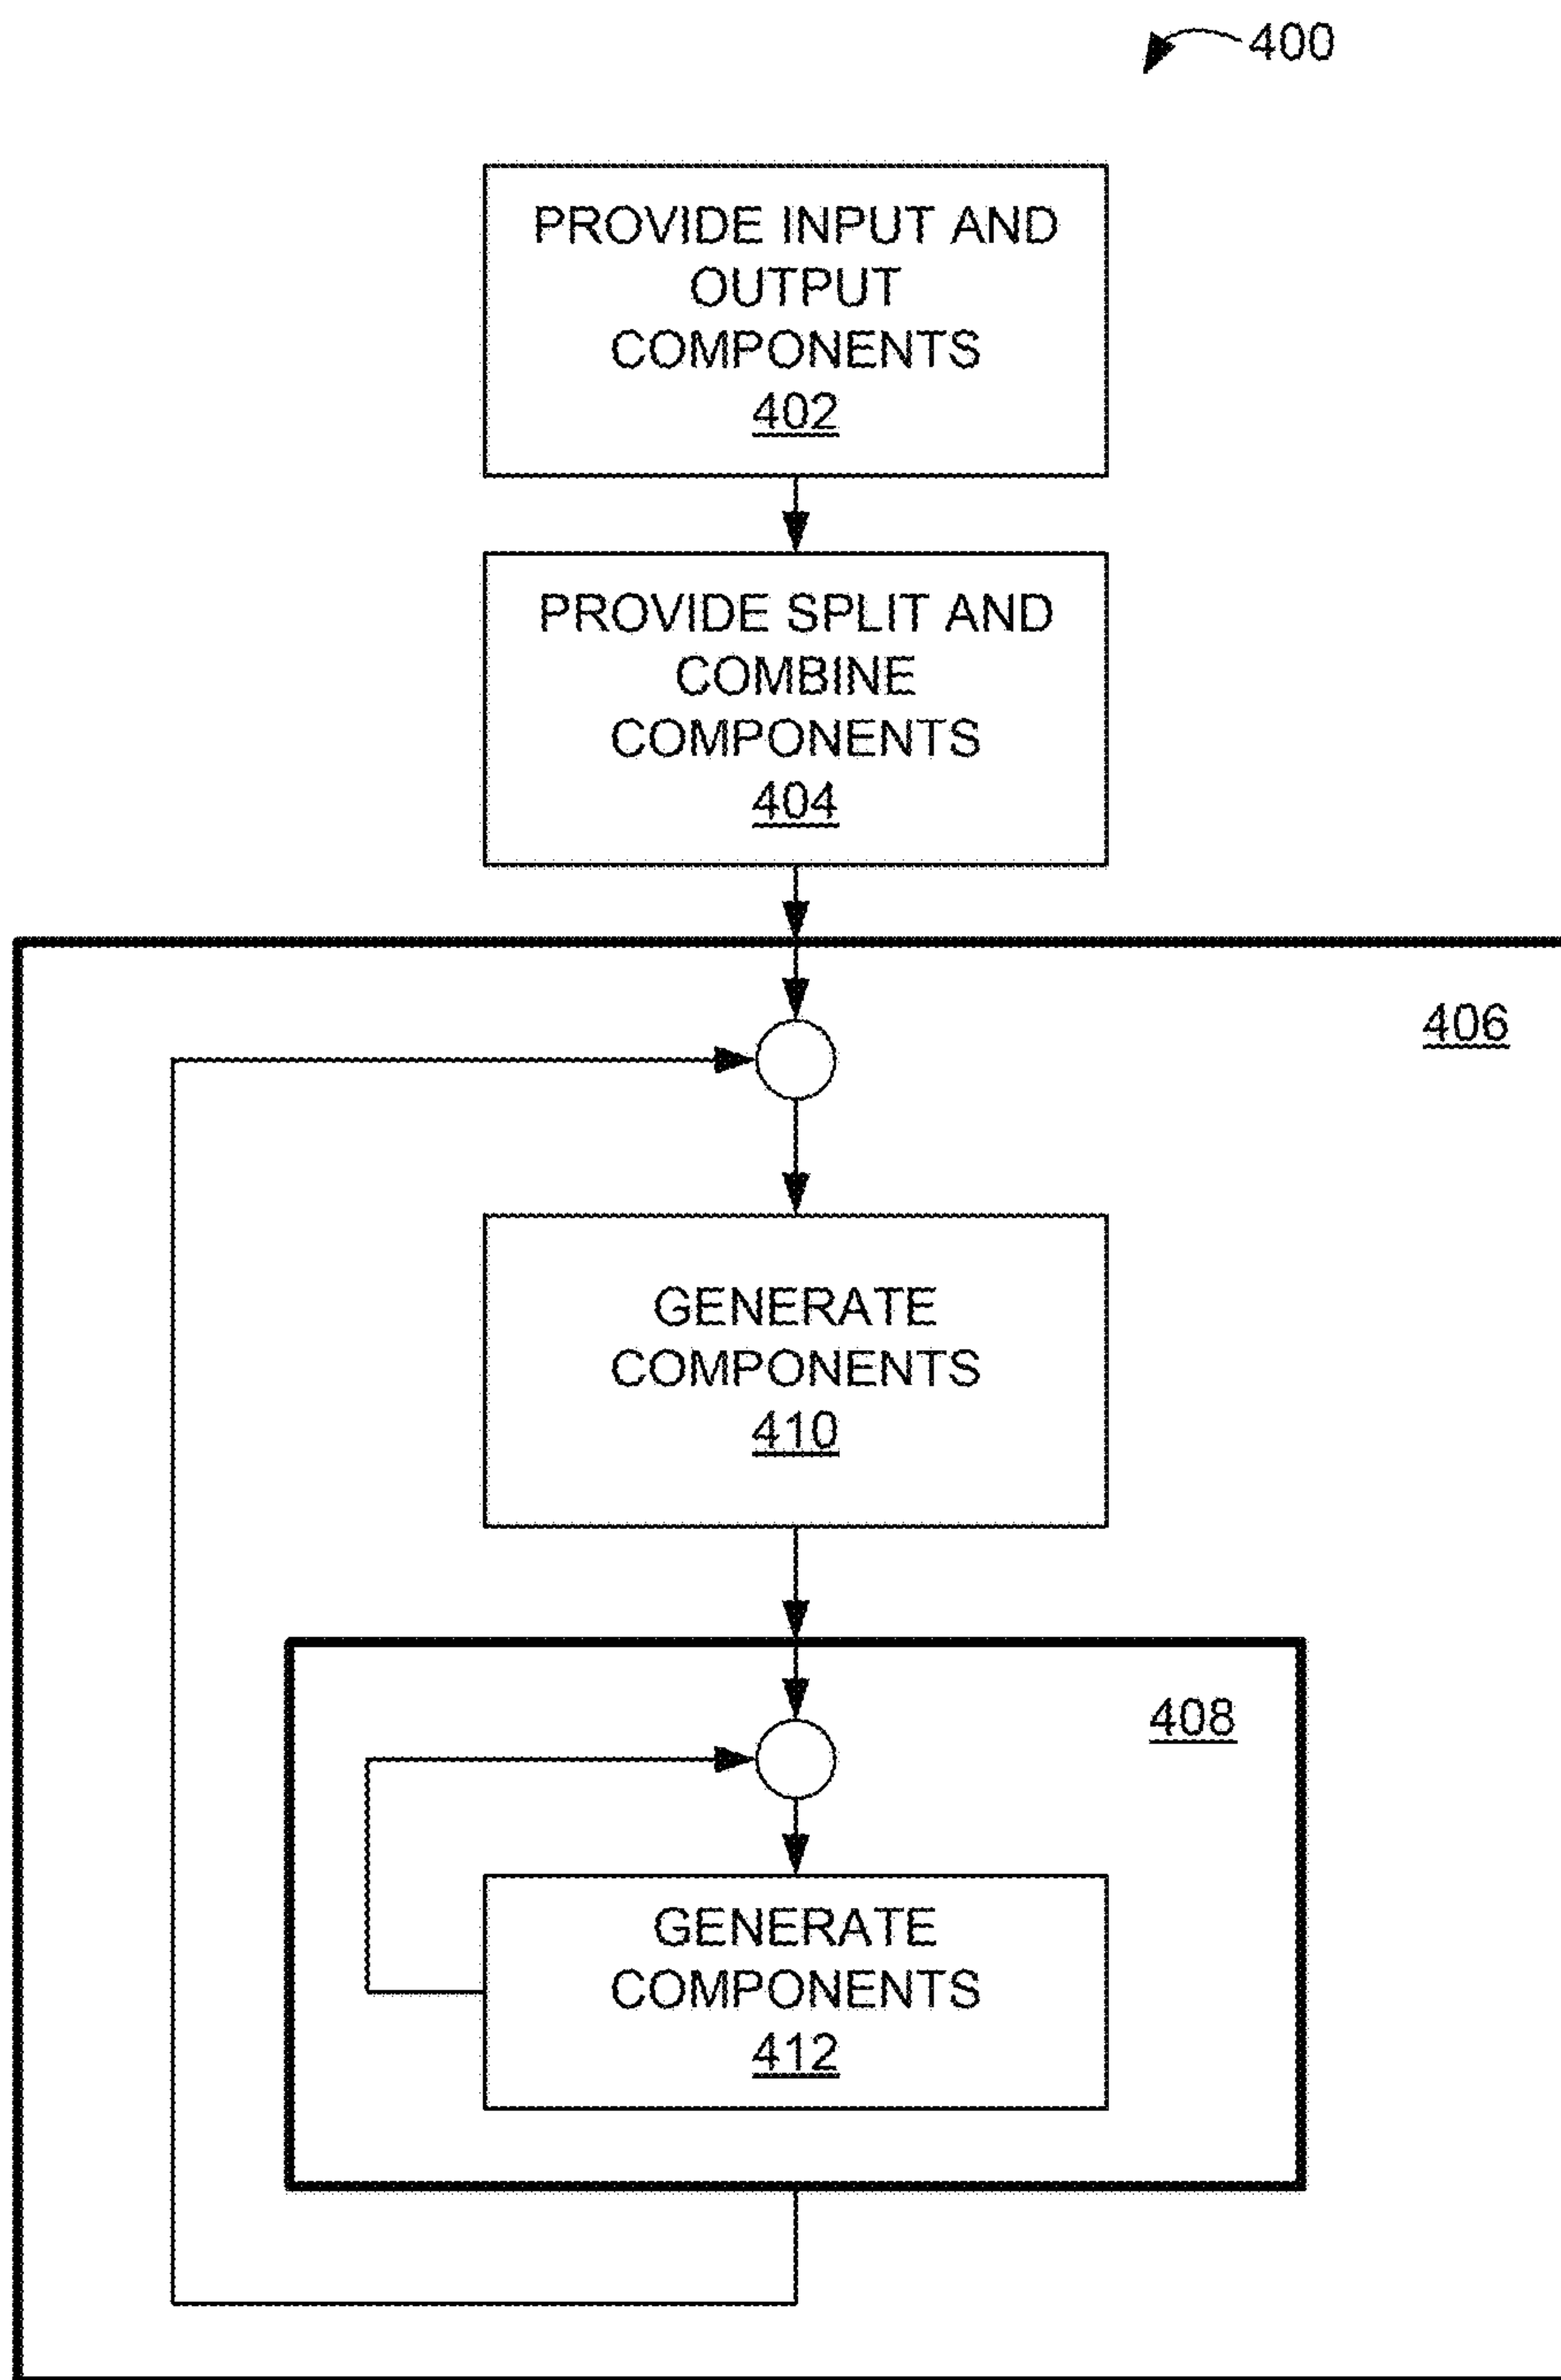 400
PROVIDE INPUT AND
OUTPUT
COMPONENTS
402
PROVIDE SPLIT AND
COMBINE
COMPONENTS
404
406
GENERATE
COMPONENTS
410
408
GENERATE
COMPONENTS
412